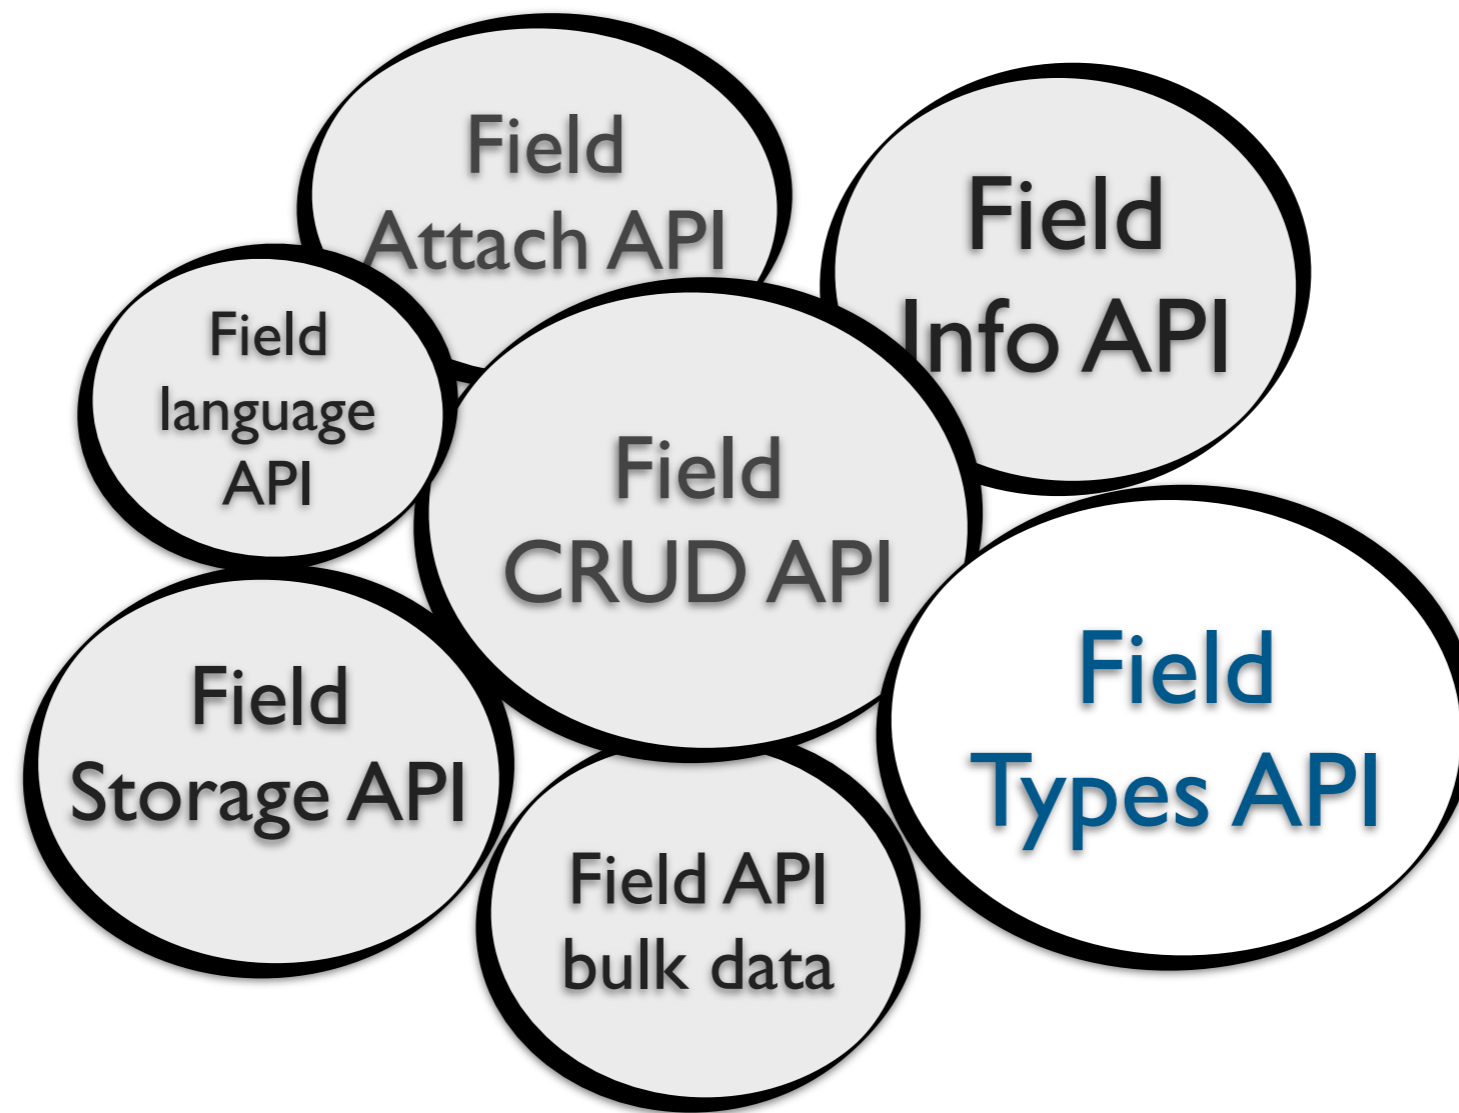 Field
Attach API
Field
Info API
Field
language
API
Field
CRUD API
Field
Storage API
Field
Types API
Field API
bulk data